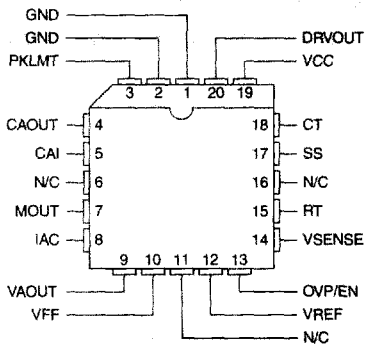 GND
GND DRVOUT
PKLMT VCC
3 2 1 20 19
CAOUT 4 18 CT
CAI 5 17 SS
N/C 6 16 N/C
MOUT 7 15 RT
IAC 8 14 VSENSE
9 10 11 12 13
VAOUT OVP/EN
VFF VREF
N/C